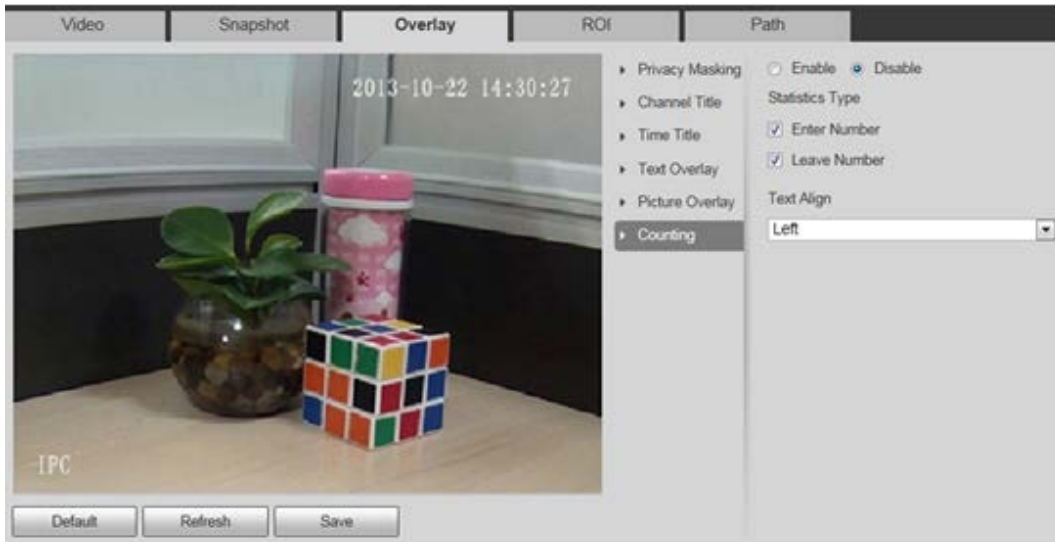 Video
Snapshot
Overlay
ROI
Path
2013-10-22 14:30:27
IPC
Privacy Masking
Channel Title
Time Title
Text Overlay
Picture Overlay
Counting
Enable Disable
Statistics Type
Enter Number
Leave Number
Text Align
Left
Default
Refresh
Save